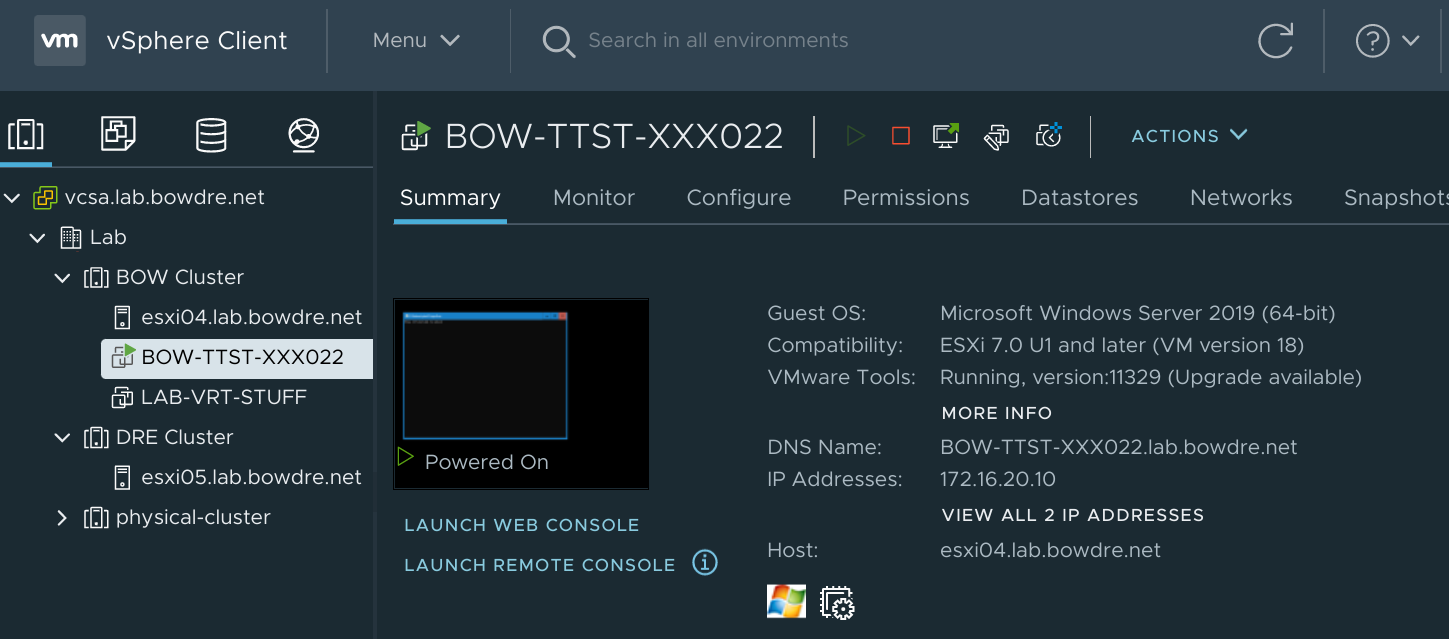 vm vSphere Client Menu Search in all environments
BOW-TTST-XXX022 ACTIONS
Summary Monitor Configure Permissions Datastores Networks Snapshots
vcsa.lab.bowdre.net
Lab
BOW Cluster
esxi04.lab.bowdre.net
BOW-TTST-XXX022
LAB-VRT-STUFF
DRE Cluster
esxi05.lab.bowdre.net
physical-cluster
Powered On
LAUNCH WEB CONSOLE
LAUNCH REMOTE CONSOLE
Guest OS: Microsoft Windows Server 2019 (64-bit)
Compatibility: ESXi 7.0 U1 and later (VM version 18)
VMware Tools: Running, version:11329 (Upgrade available)
MORE INFO
DNS Name: BOW-TTST-XXX022.lab.bowdre.net
IP Addresses: 172.16.20.10
VIEW ALL 2 IP ADDRESSES
Host: esxi04.lab.bowdre.net